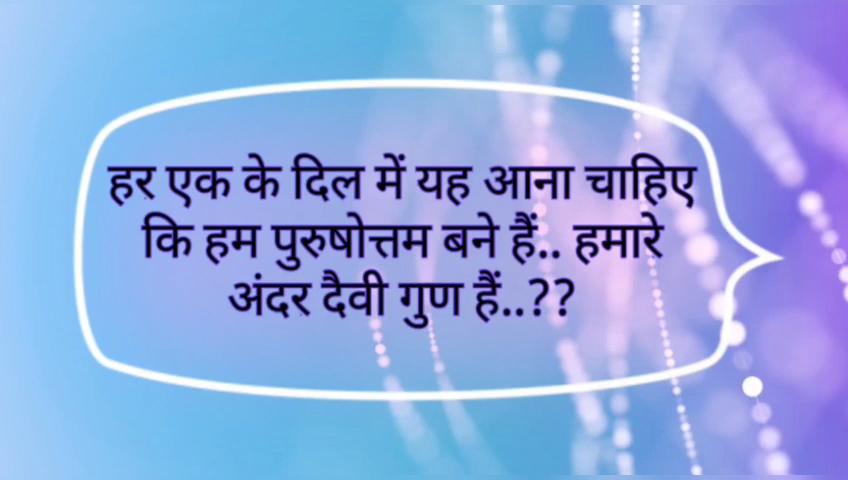 हर एक के दिल में यह आना चाहिए
कि हम पुरुषोत्तम बने हैं.. हमारे
अंदर दैवी गुण हैं..??